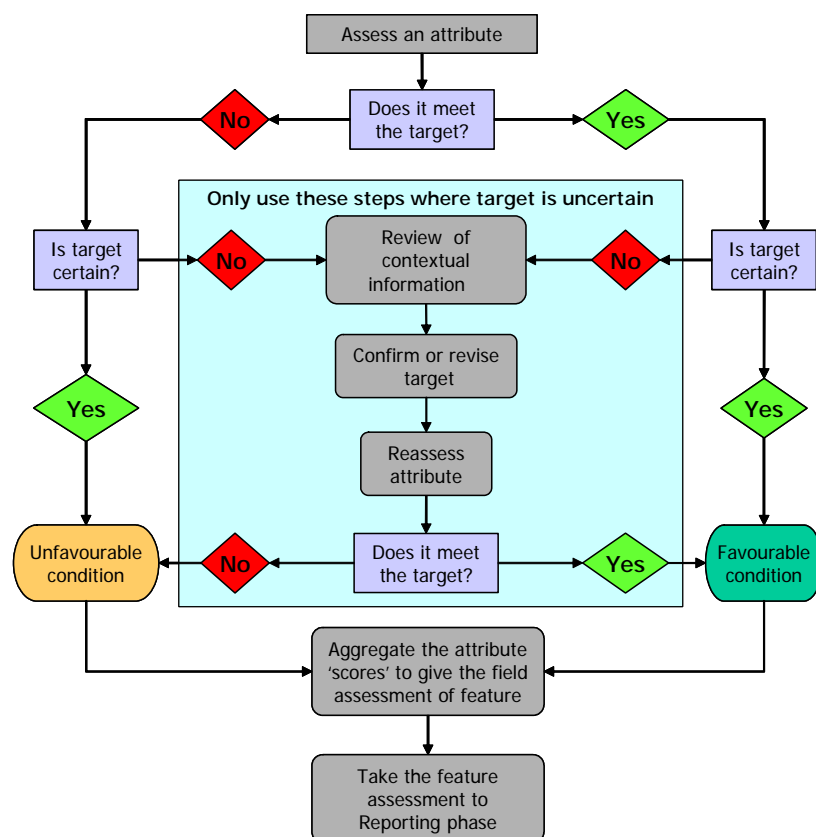 Assess an attribute
No
Does it meet
the target?
Yes
Only use these steps where target is uncertain
Is target
certain?
No
Review of
contextual
information
No
Is target
certain?
Confirm or revise
target
Yes
Yes
Reassess
attribute
Unfavourable
condition
No
Does it meet
the target?
Yes
Favourable
condition
Aggregate the attribute
‘scores’ to give the field
assessment of feature
Take the feature
assessment to
Reporting phase